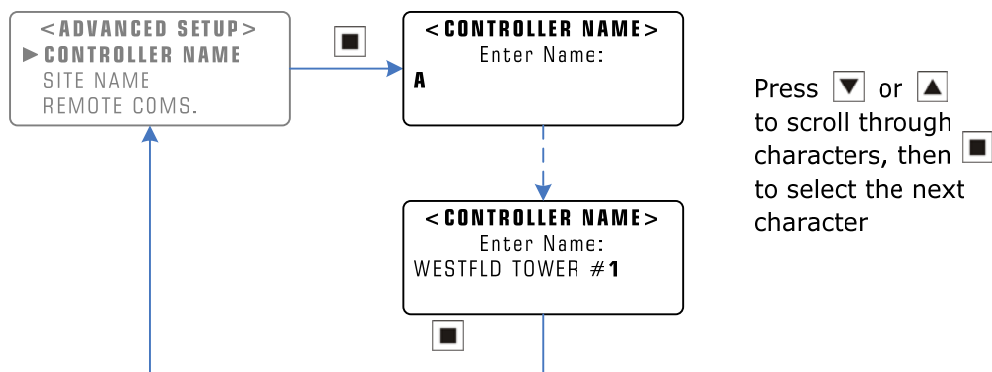 <ADVANCED SETUP>
▶CONTROLLER NAME
SITE NAME
REMOTE COMS.
<CONTROLLER NAME>
Enter Name:
A
<CONTROLLER NAME>
Enter Name:
WESTFLD TOWER #1
Press ▼ or ▲
to scroll through
characters, then ■
to select the next
character